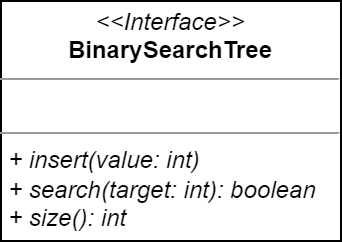 <<Interface>>
BinarySearchTree
+ insert(value: int)
+ search(target: int): boolean
+ size(): int